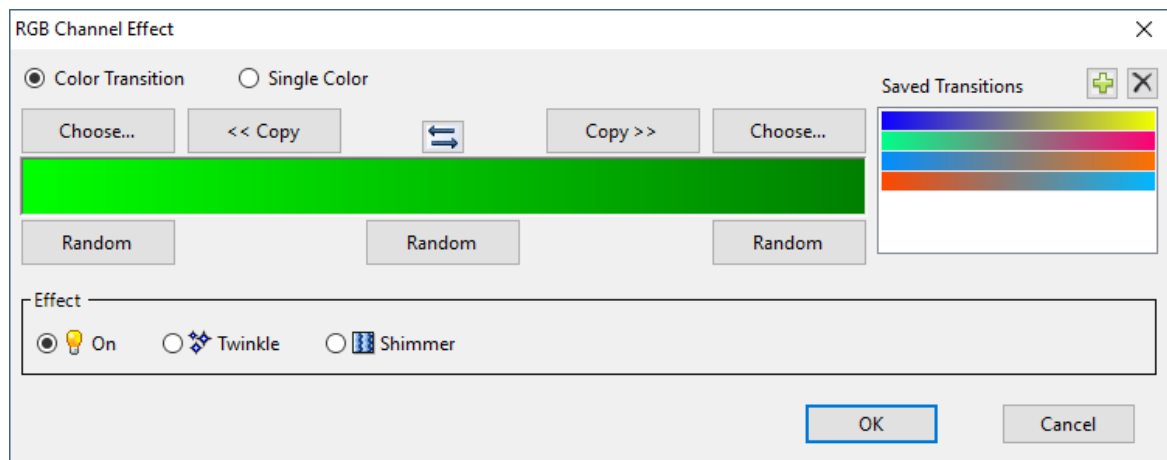 RGB Channel Effect
Color Transition Single Color
Saved Transitions
Choose... << Copy Copy >> Choose...
Random Random Random
Effect
On Twinkle Shimmer
OK Cancel